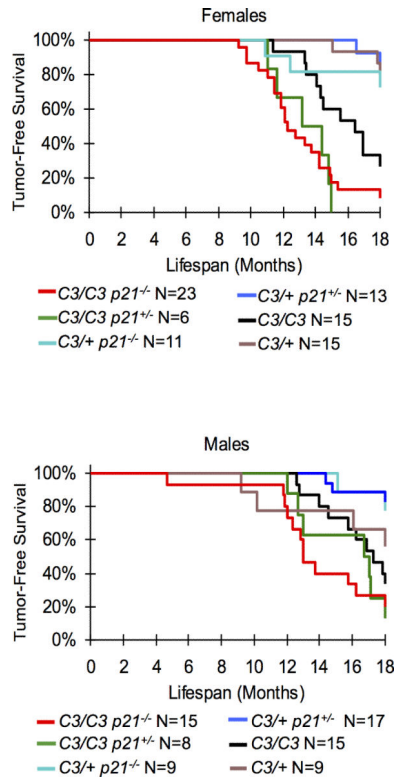 Females
Tumor-Free Survival
100%
80%
60%
40%
20%
0%
0 2 4 6 8 10 12 14 16 18
Lifespan (Months)
C3/C3 p21-/- N=23
C3/+ p21+/- N=13
C3/C3 p21+/- N=6
C3/C3 N=15
C3/+ p21-/- N=11
C3/+ N=15
Males
Tumor-Free Survival
100%
80%
60%
40%
20%
0%
0 2 4 6 8 10 12 14 16 18
Lifespan (Months)
C3/C3 p21-/- N=15
C3/+ p21+/- N=17
C3/C3 p21+/- N=8
C3/C3 N=15
C3/+ p21-/- N=9
C3/+ N=9